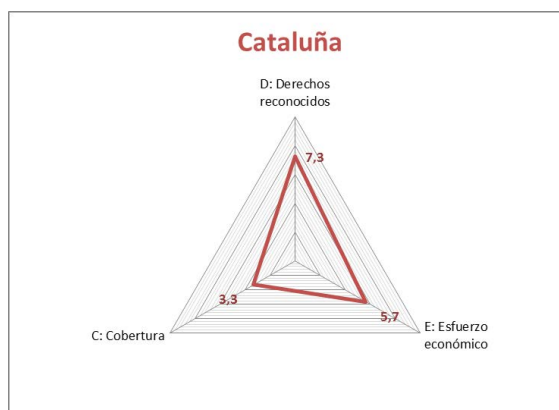 Cataluña
D: Derechos
reconocidos
7,3
3,3
5,7
C: Cobertura
E: Esfuerzo
económico